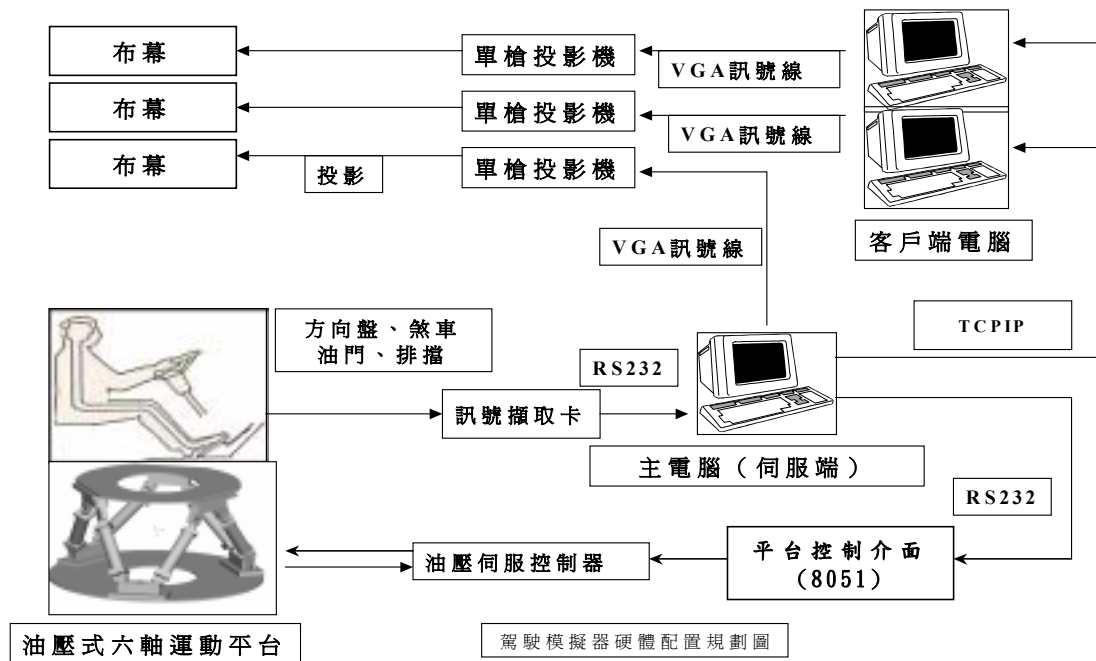 布幕
單槍投影機
VGA訊號線
布幕
單槍投影機
VGA訊號線
布幕
投影
單槍投影機
客戶端電腦
VGA訊號線
方向盤、煞車
油門、排擋
TCPIP
RS232
訊號擷取卡
主電腦（伺服端）
RS232
油壓伺服控制器
平台控制介面
(8051)
油壓式六軸運動平台
駕駛模擬器硬體配置規劃圖